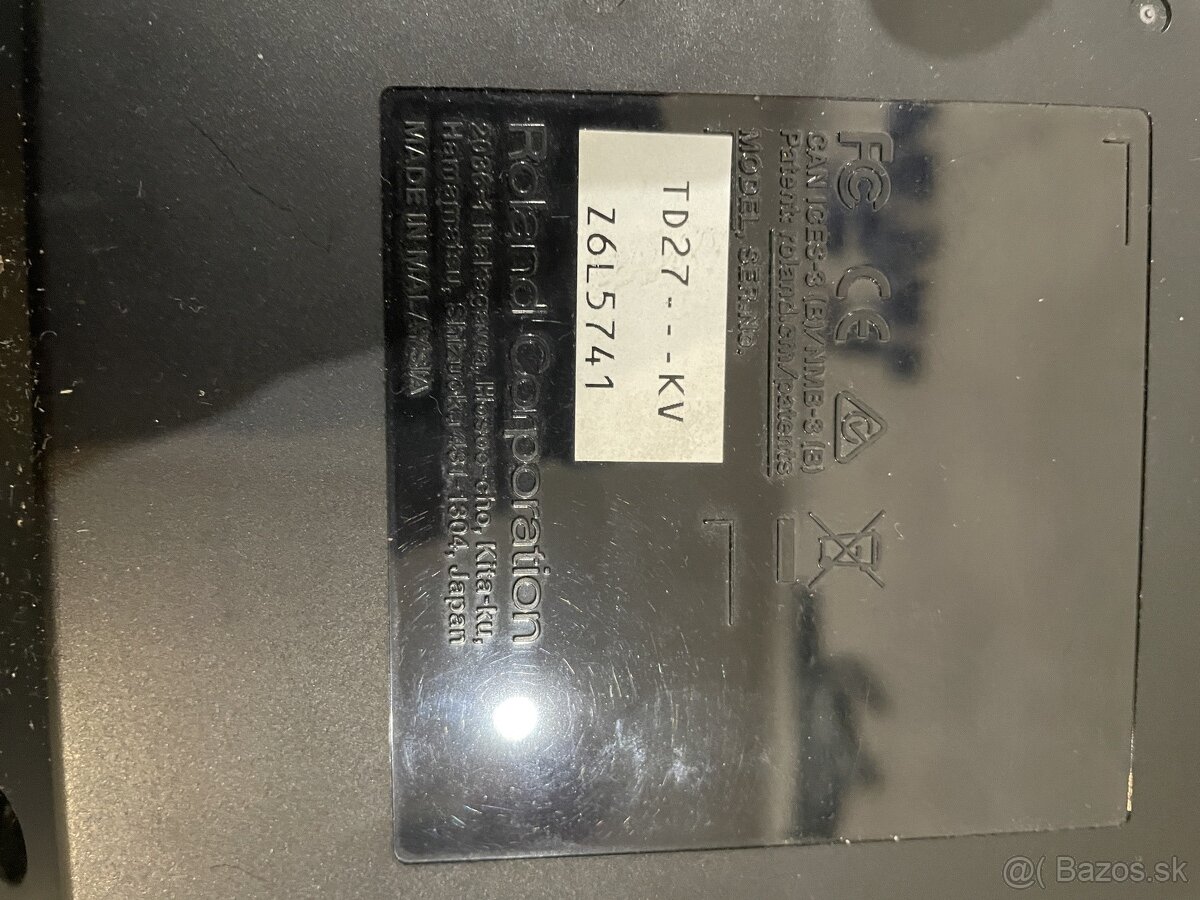 FC CE
CAN ICES-3 (B)/NMB-3 (B)
Patent: roland.cm/patents
MODEL, SER.NO.
TD27---KV
Z6L5741
Roland Corporation
2036-1 Nakagawa, Hosoe-cho, Kita-ku,
Hamamatsu, Shizuoka 431-1304, Japan
MADE IN MALAYSIA
@( Bazos.sk